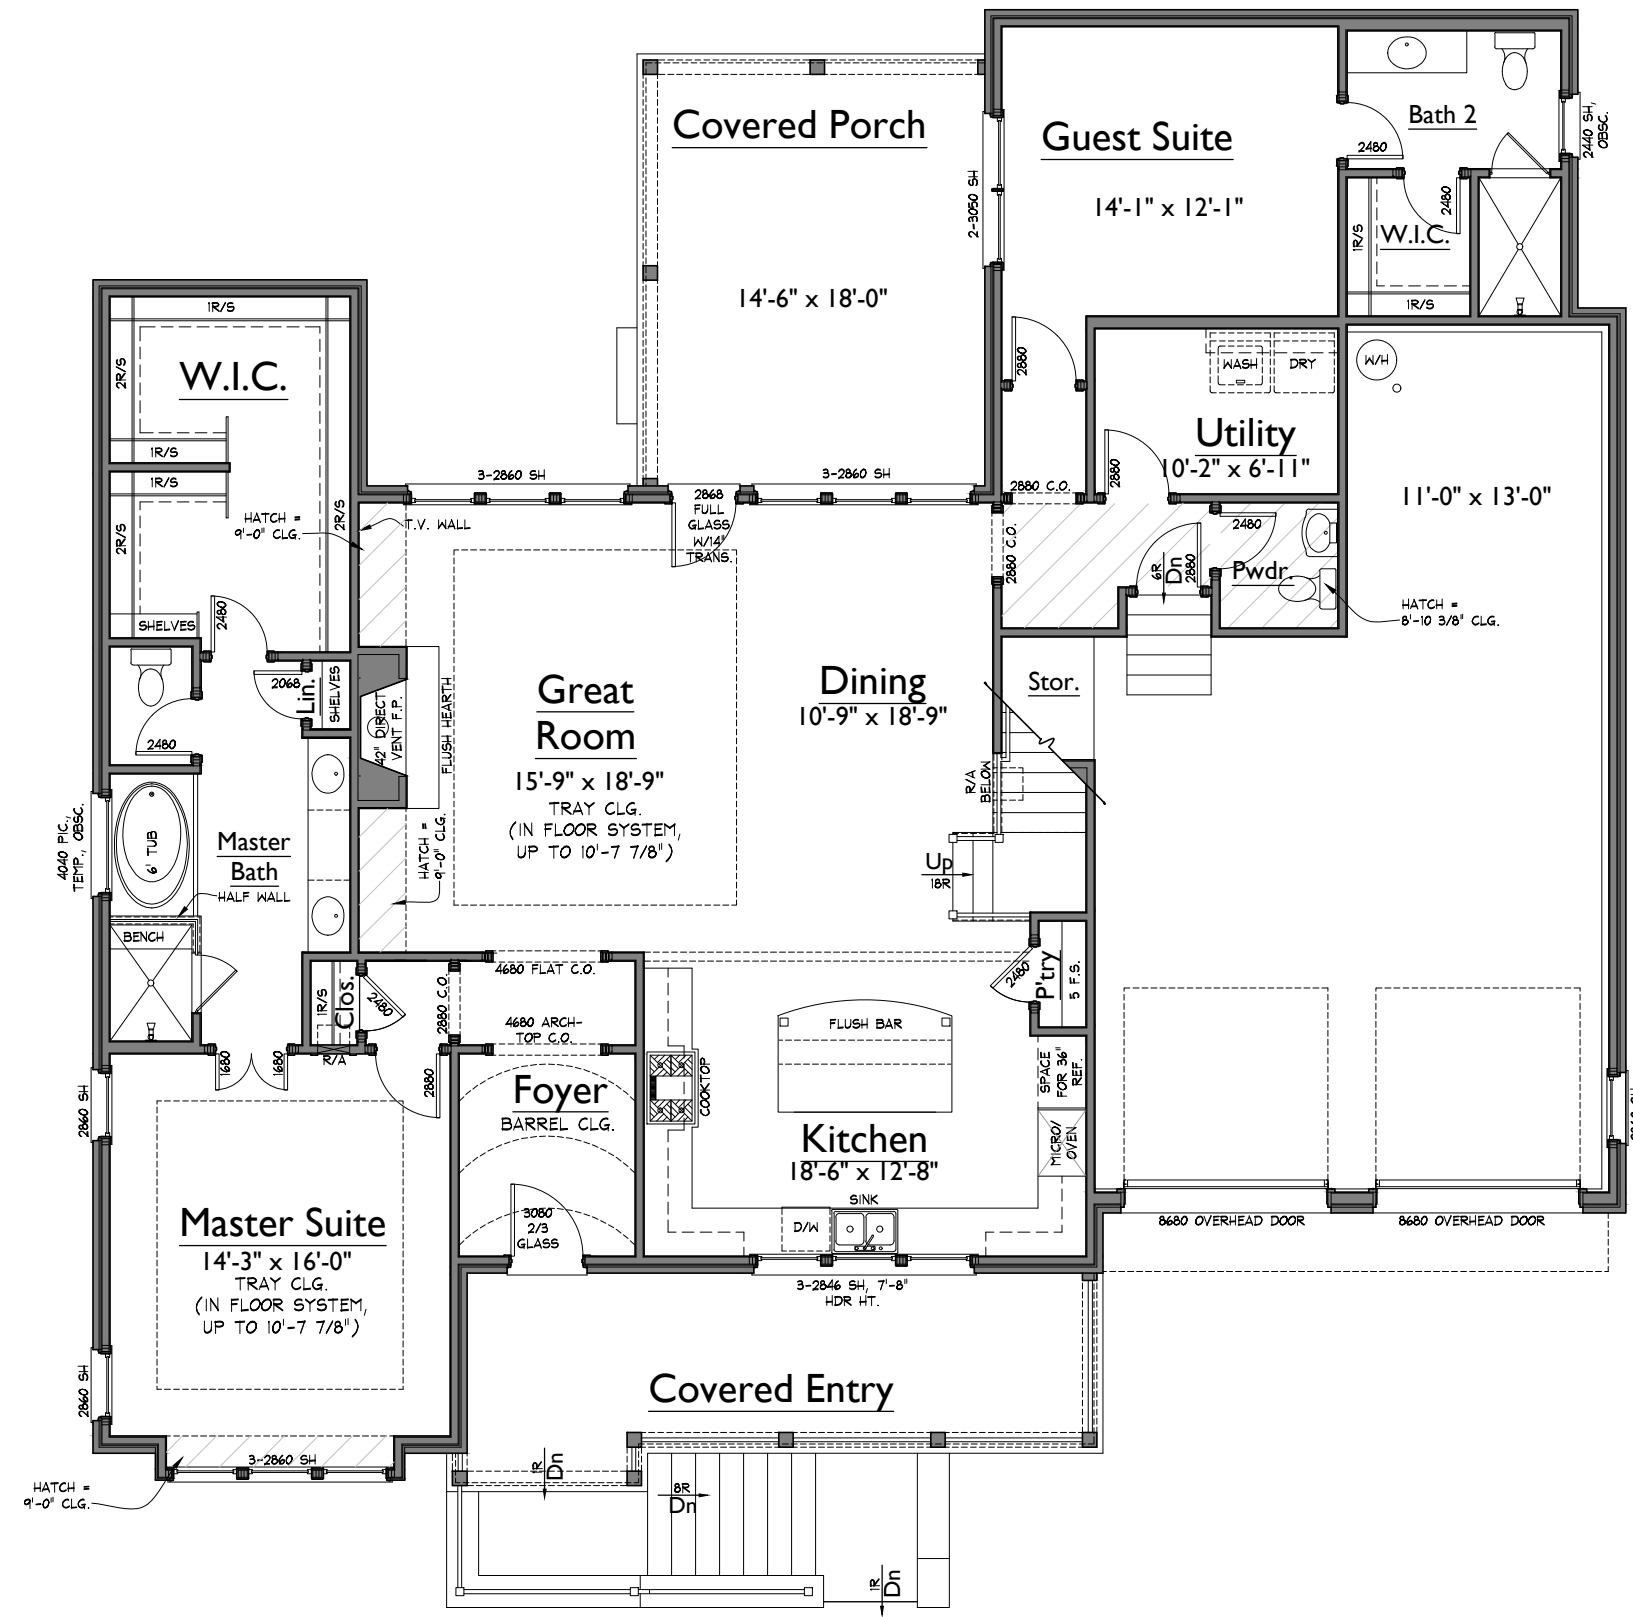 Covered Porch
14'-6" x 18'-0"
2-3050 SH
Guest Suite
14'-1" x 12'-1"
Bath 2
2480
2440 SH,
OBSC.
2480
W.I.C.
1R/S
1R/S
2880
WASH
DRY
W/H
Utility
10'-2" x 6'-11"
2880
2880 C.O.
2880 C.O.
11'-0" x 13'-0"
2480
Pwdr.
6R
Dn
2880
HATCH =
8'-10 3/8" CLG.
1R/S
2R/S
W.I.C.
1R/S
1R/S
2R/S
2R/S
HATCH =
9'-0" CLG.
T.V. WALL
3-2860 SH
2868
FULL
GLASS
W/14"
TRANS.
3-2860 SH
SHELVES
2480
2068
Lin.
SHELVES
2480
42" DIRECT
VENT F.P.
FLUSH HEARTH
Great
Room
15'-9" x 18'-9"
TRAY CLG.
(IN FLOOR SYSTEM,
UP TO 10'-7 7/8")
Dining
10'-9" x 18'-9"
Stor.
R/A
BELOW
Up
18R
4040 PIC.,
TEMP., OBSC.
6' TUB
Master
Bath
HALF WALL
BENCH
HATCH =
9'-0" CLG.
1R/S
Clos.
2480
2880 C.O.
4680 FLAT C.O.
4680 ARCH-
TOP C.O.
R/A
1680
1680
2880
2480
P'try
5 F.S.
FLUSH BAR
SPACE
FOR 36"
REF.
COOKTOP
MICRO/
OVEN
Foyer
BARREL CLG.
3080
2/3
GLASS
Kitchen
18'-6" x 12'-8"
SINK
D/W
3-2846 SH, 7'-8"
HDR HT.
8680 OVERHEAD DOOR
8680 OVERHEAD DOOR
2860 SH
Master Suite
14'-3" x 16'-0"
TRAY CLG.
(IN FLOOR SYSTEM,
UP TO 10'-7 7/8")
2860 SH
3-2860 SH
HATCH =
9'-0" CLG.
Covered Entry
1R
Dn
8R
Dn
1R
Dn